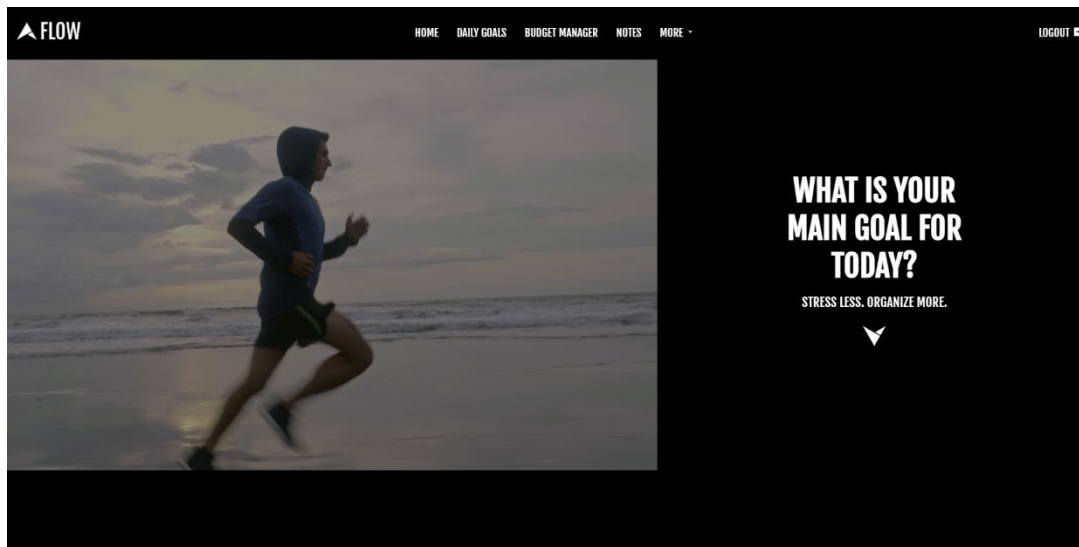 FLOW
HOME DAILY GOALS BUDGET MANAGER NOTES MORE
LOGOUT
WHAT IS YOUR
MAIN GOAL FOR
TODAY?
STRESS LESS. ORGANIZE MORE.